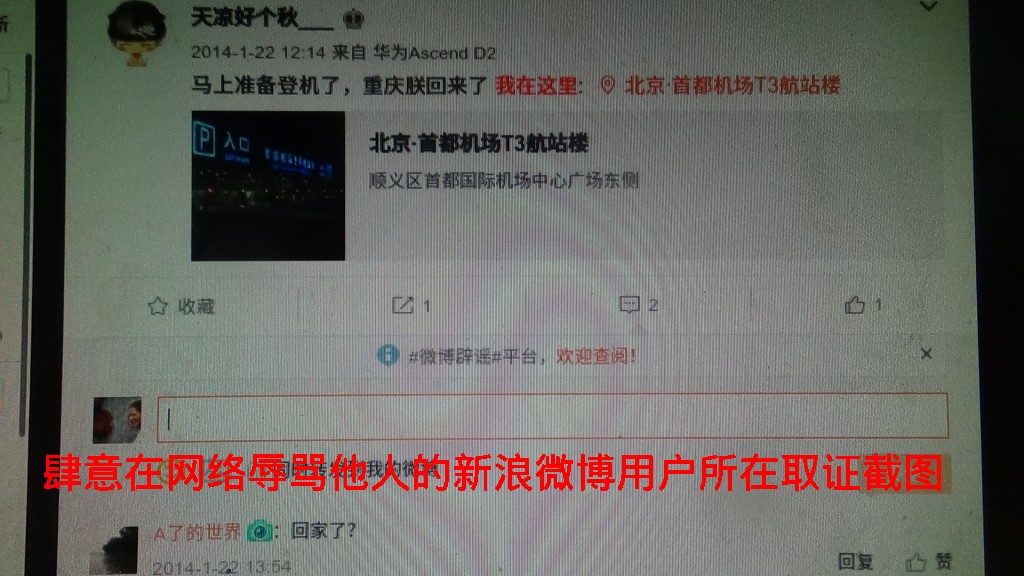 天凉好个秋___
2014-1-22 12:14 来自 华为Ascend D2
马上准备登机了，重庆朕回来了 我在这里: 北京·首都机场T3航站楼
P 入口
北京·首都机场T3航站楼
顺义区首都国际机场中心广场东侧
收藏 1 2 1
#微博辟谣#平台，欢迎查阅! ×
肆意在网络辱骂他人的新浪微博用户所在取证截图
A了的世界 : 回家了?
2014-1-22 13:54
回复 赞